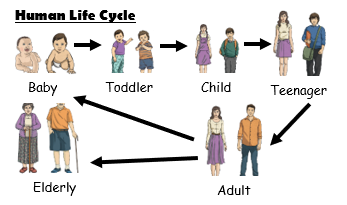 Human Life Cycle
Baby
Toddler
Child
Teenager
Elderly
Adult